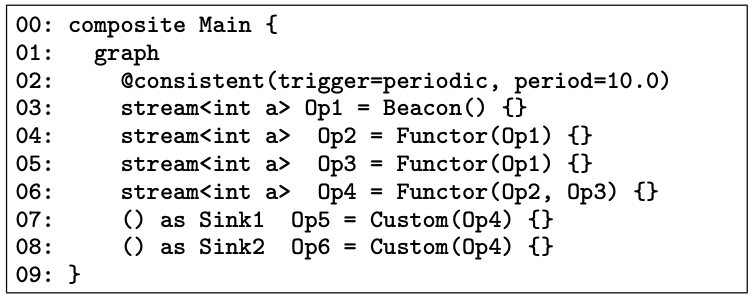 00: composite Main {
01:   graph
02:     @consistent(trigger=periodic, period=10.0)
03:     stream<int a> Op1 = Beacon() {}
04:     stream<int a>  Op2 = Functor(Op1) {}
05:     stream<int a>  Op3 = Functor(Op1) {}
06:     stream<int a>  Op4 = Functor(Op2, Op3) {}
07:     () as Sink1  Op5 = Custom(Op4) {}
08:     () as Sink2  Op6 = Custom(Op4) {}
09: }